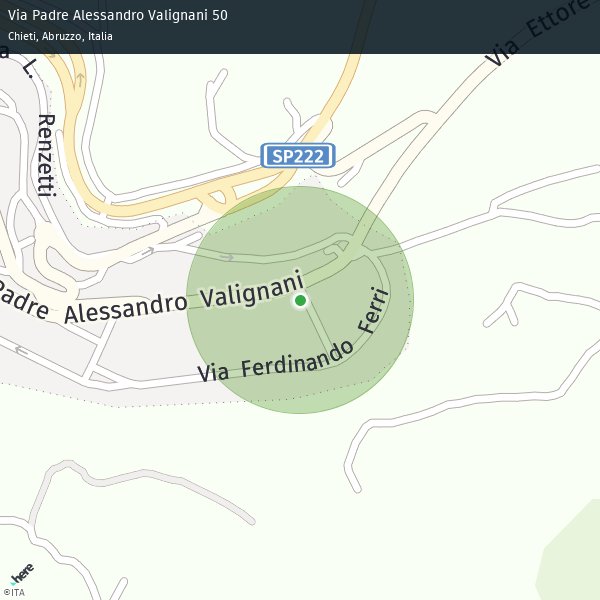 Via Padre Alessandro Valignani 50
Chieti, Abruzzo, Italia
Via Ettore
a L.
Renzetti
SP222
Padre Alessandro Valignani
Via Ferdinando Ferri
here
©ITA